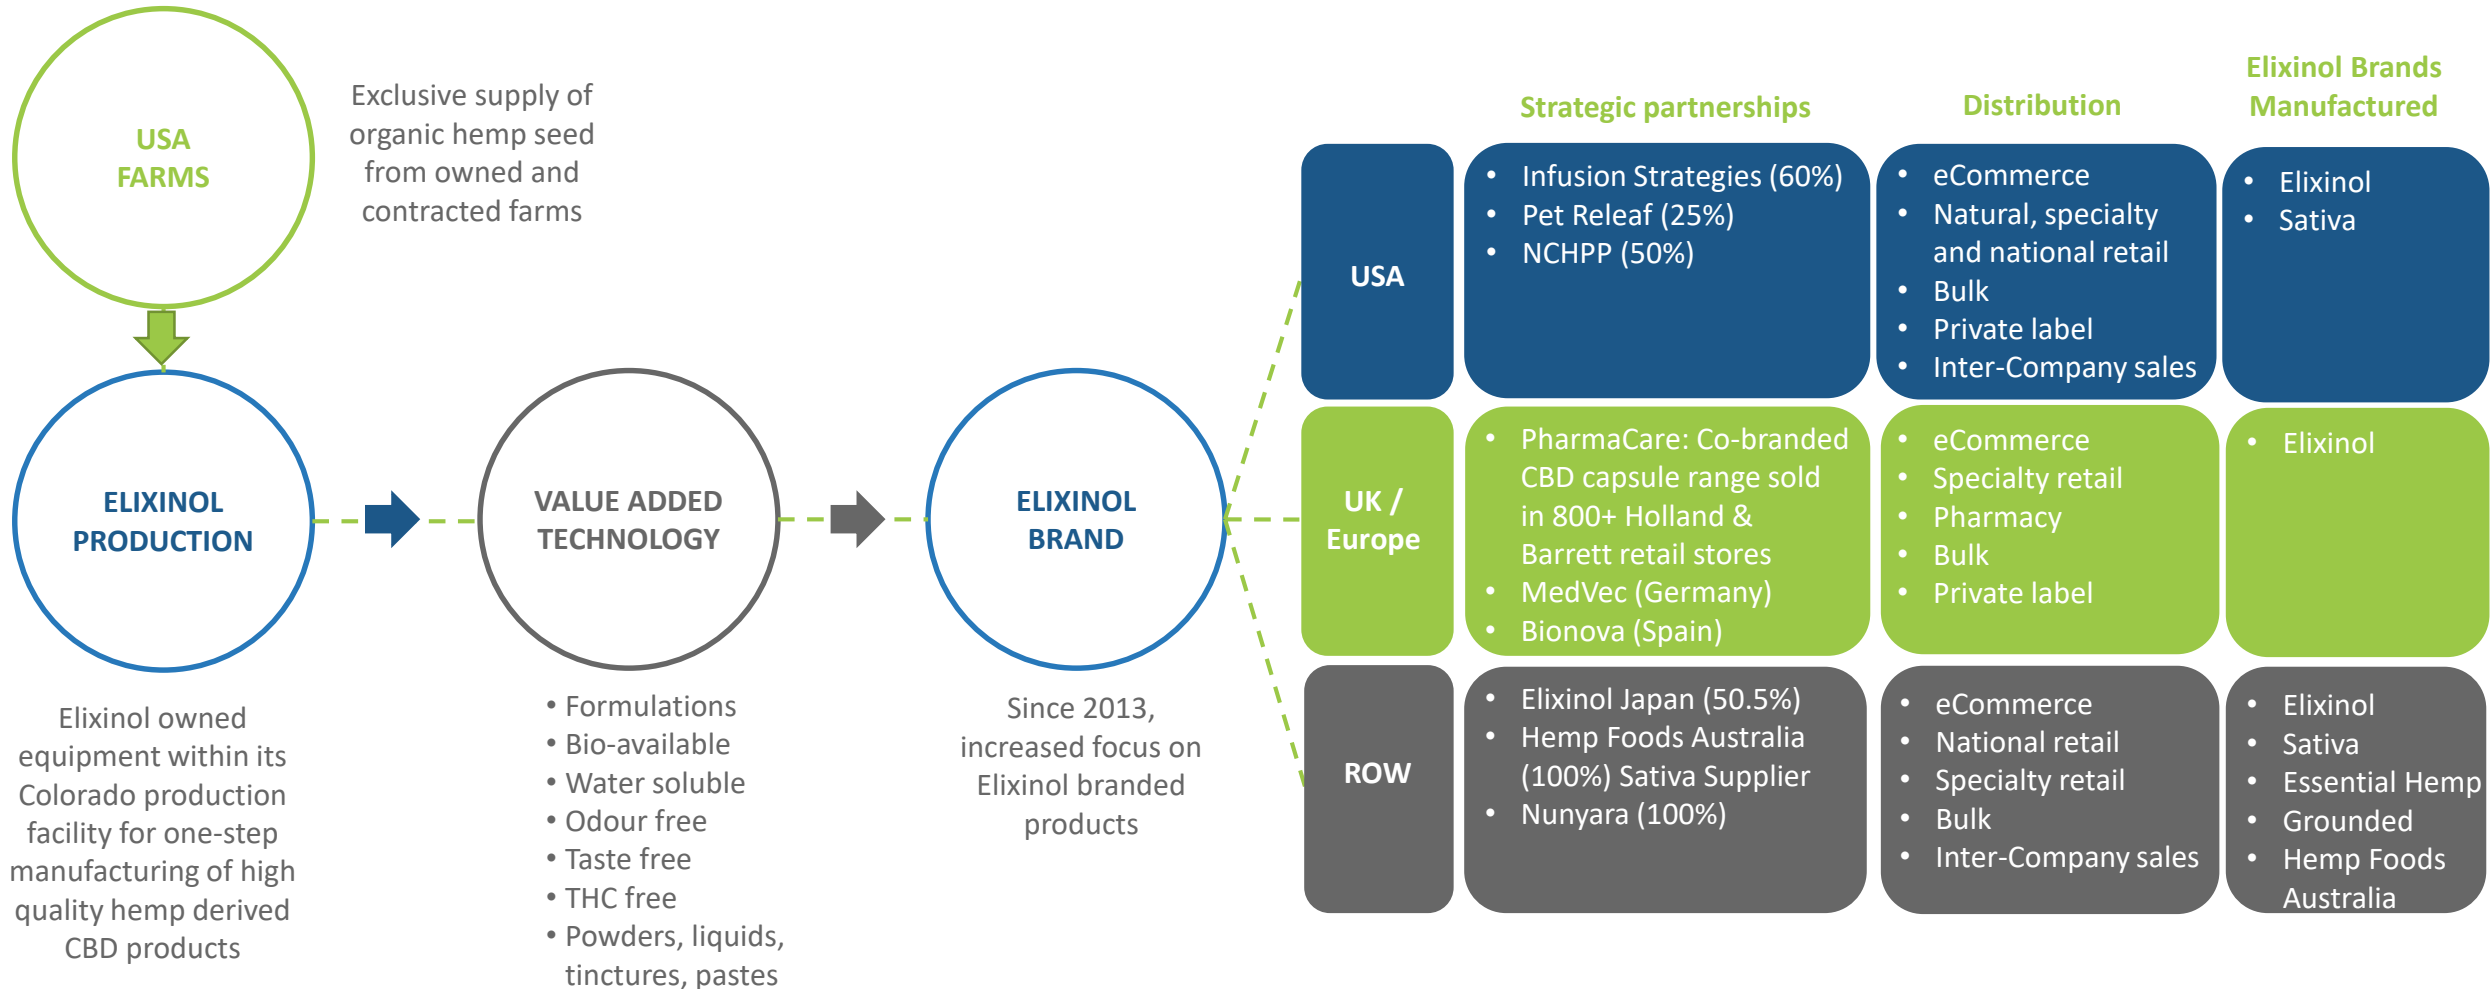 USA
FARMS
Exclusive supply of
organic hemp seed
from owned and
contracted farms
ELIXINOL
PRODUCTION
Elixinol owned
equipment within its
Colorado production
facility for one-step
manufacturing of high
quality hemp derived
CBD products
VALUE ADDED
TECHNOLOGY
• Formulations
• Bio-available
• Water soluble
• Odour free
• Taste free
• THC free
• Powders, liquids,
tinctures, pastes
ELIXINOL
BRAND
Since 2013,
increased focus on
Elixinol branded
products
Strategic partnerships
Distribution
Elixinol Brands
Manufactured
USA
• Infusion Strategies (60%)
• Pet Releaf (25%)
• NCHPP (50%)
• eCommerce
• Natural, specialty
and national retail
• Bulk
• Private label
• Inter-Company sales
• Elixinol
• Sativa
UK /
Europe
• PharmaCare: Co-branded
CBD capsule range sold
in 800+ Holland &
Barrett retail stores
• MedVec (Germany)
• Bionova (Spain)
• eCommerce
• Specialty retail
• Pharmacy
• Bulk
• Private label
• Elixinol
ROW
• Elixinol Japan (50.5%)
• Hemp Foods Australia
(100%) Sativa Supplier
• Nunyara (100%)
• eCommerce
• National retail
• Specialty retail
• Bulk
• Inter-Company sales
• Elixinol
• Sativa
• Essential Hemp
• Grounded
• Hemp Foods
Australia